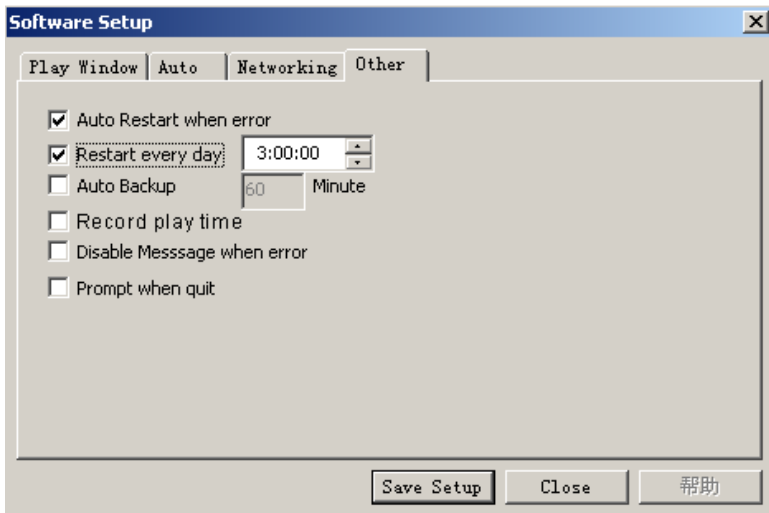 Software Setup
Play Window Auto Networking Other
Auto Restart when error
Restart every day 3:00:00
Auto Backup 60 Minute
Record play time
Disable Messsage when error
Prompt when quit
Save Setup Close 帮助